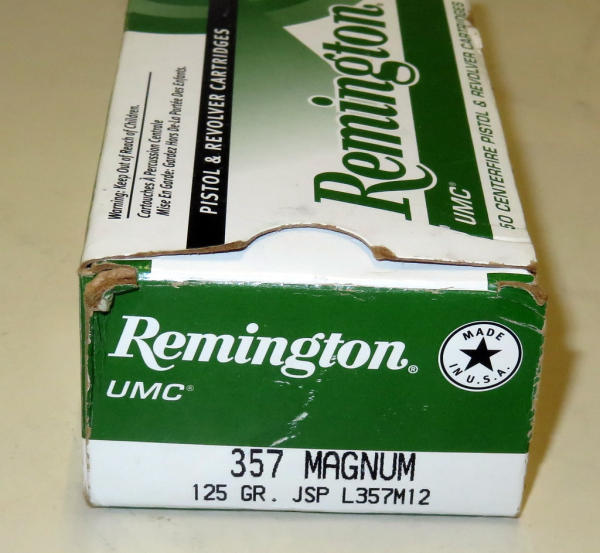 Warning: Keep Out of Reach of Children.
Cartouches À Percussion Centrale
Mise En Garde: Gardez Hors De La Portée Des Enfants.
PISTOL & REVOLVER CARTRIDGES
Remington
UMC®
50 CENTERFIRE PISTOL & REVOLVER CARTRIDGES
Remington®
UMC®
MADE
IN U.S.A.
357 MAGNUM
125 GR. JSP L357M12